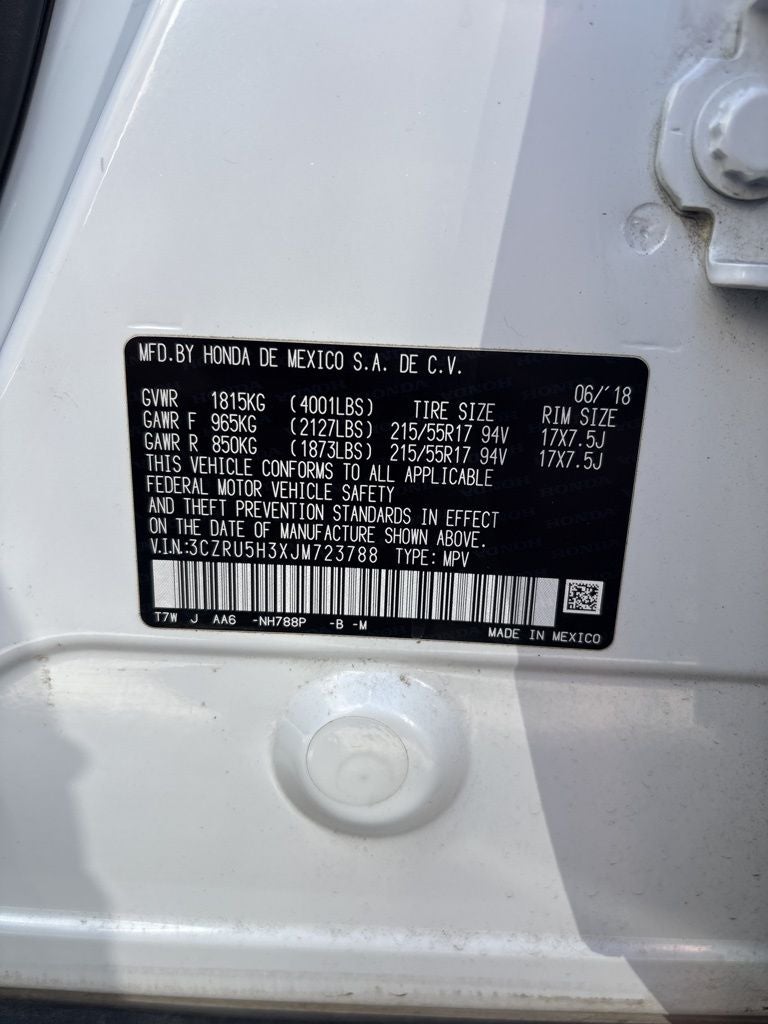 MFD.BY HONDA DE MEXICO S.A. DE C.V.
06/'18
GVWR 1815KG (4001LBS) TIRE SIZE RIM SIZE
GAWR F 965KG (2127LBS) 215/55R17 94V 17X7.5J
GAWR R 850KG (1873LBS) 215/55R17 94V 17X7.5J
THIS VEHICLE CONFORMS TO ALL APPLICABLE
FEDERAL MOTOR VEHICLE SAFETY
AND THEFT PREVENTION STANDARDS IN EFFECT
ON THE DATE OF MANUFACTURE SHOWN ABOVE.
V.I.N.:3CZRU5H3XJM723788 TYPE: MPV
T7W J AA6 -NH788P -B -M
MADE IN MEXICO